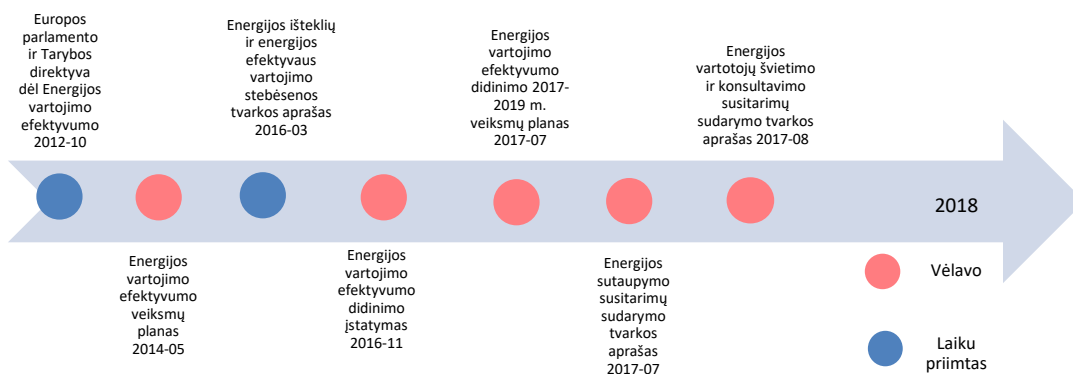 Europos
parlamento
ir Tarybos
direktyva
dėl Energijos
vartojimo
efektyvumo
2012-10
Energijos išteklių
ir energijos
efektyvaus
vartojimo
stebėsenos
tvarkos aprašas
2016-03
Energijos
vartojimo
efektyvumo
didinimo 2017-
2019 m.
veiksmų planas
2017-07
Energijos
vartotojų švietimo
ir konsultavimo
susitarimų
sudarymo tvarkos
aprašas 2017-08
2018
Energijos
vartojimo
efektyvumo
veiksmų
planas
2014-05
Energijos
vartojimo
efektyvumo
didinimo
įstatymas
2016-11
Energijos
sutaupymo
susitarimų
sudarymo
tvarkos
aprašas
2017-07
Vėlavo
Laiku
priimtas